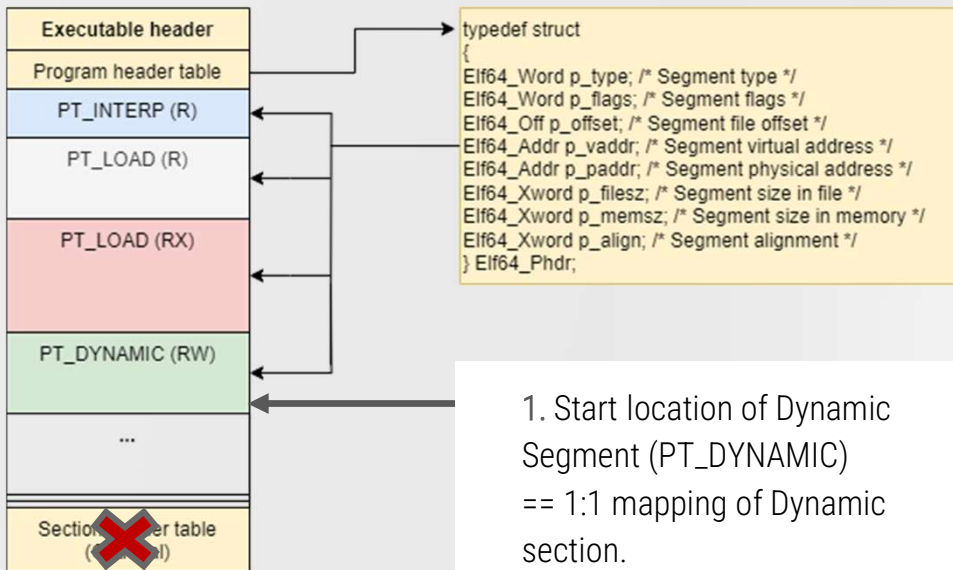 Executable header
Program header table
PT_INTERP (R)
PT_LOAD (R)
PT_LOAD (RX)
PT_DYNAMIC (RW)
...
table
typedef struct
{
Elf64_Word p_type; /* Segment type */
Elf64_Word p_flags; /* Segment flags */
Elf64_Off p_offset; /* Segment file offset */
Elf64_Addr p_vaddr; /* Segment virtual address */
Elf64_Addr p_paddr; /* Segment physical address */
Elf64_Xword p_filesz; /* Segment size in file */
Elf64_Xword p_memsz; /* Segment size in memory */
Elf64_Xword p_align; /* Segment alignment */
} Elf64_Phdr;
1. Start location of Dynamic
Segment (PT_DYNAMIC)
== 1:1 mapping of Dynamic
section.